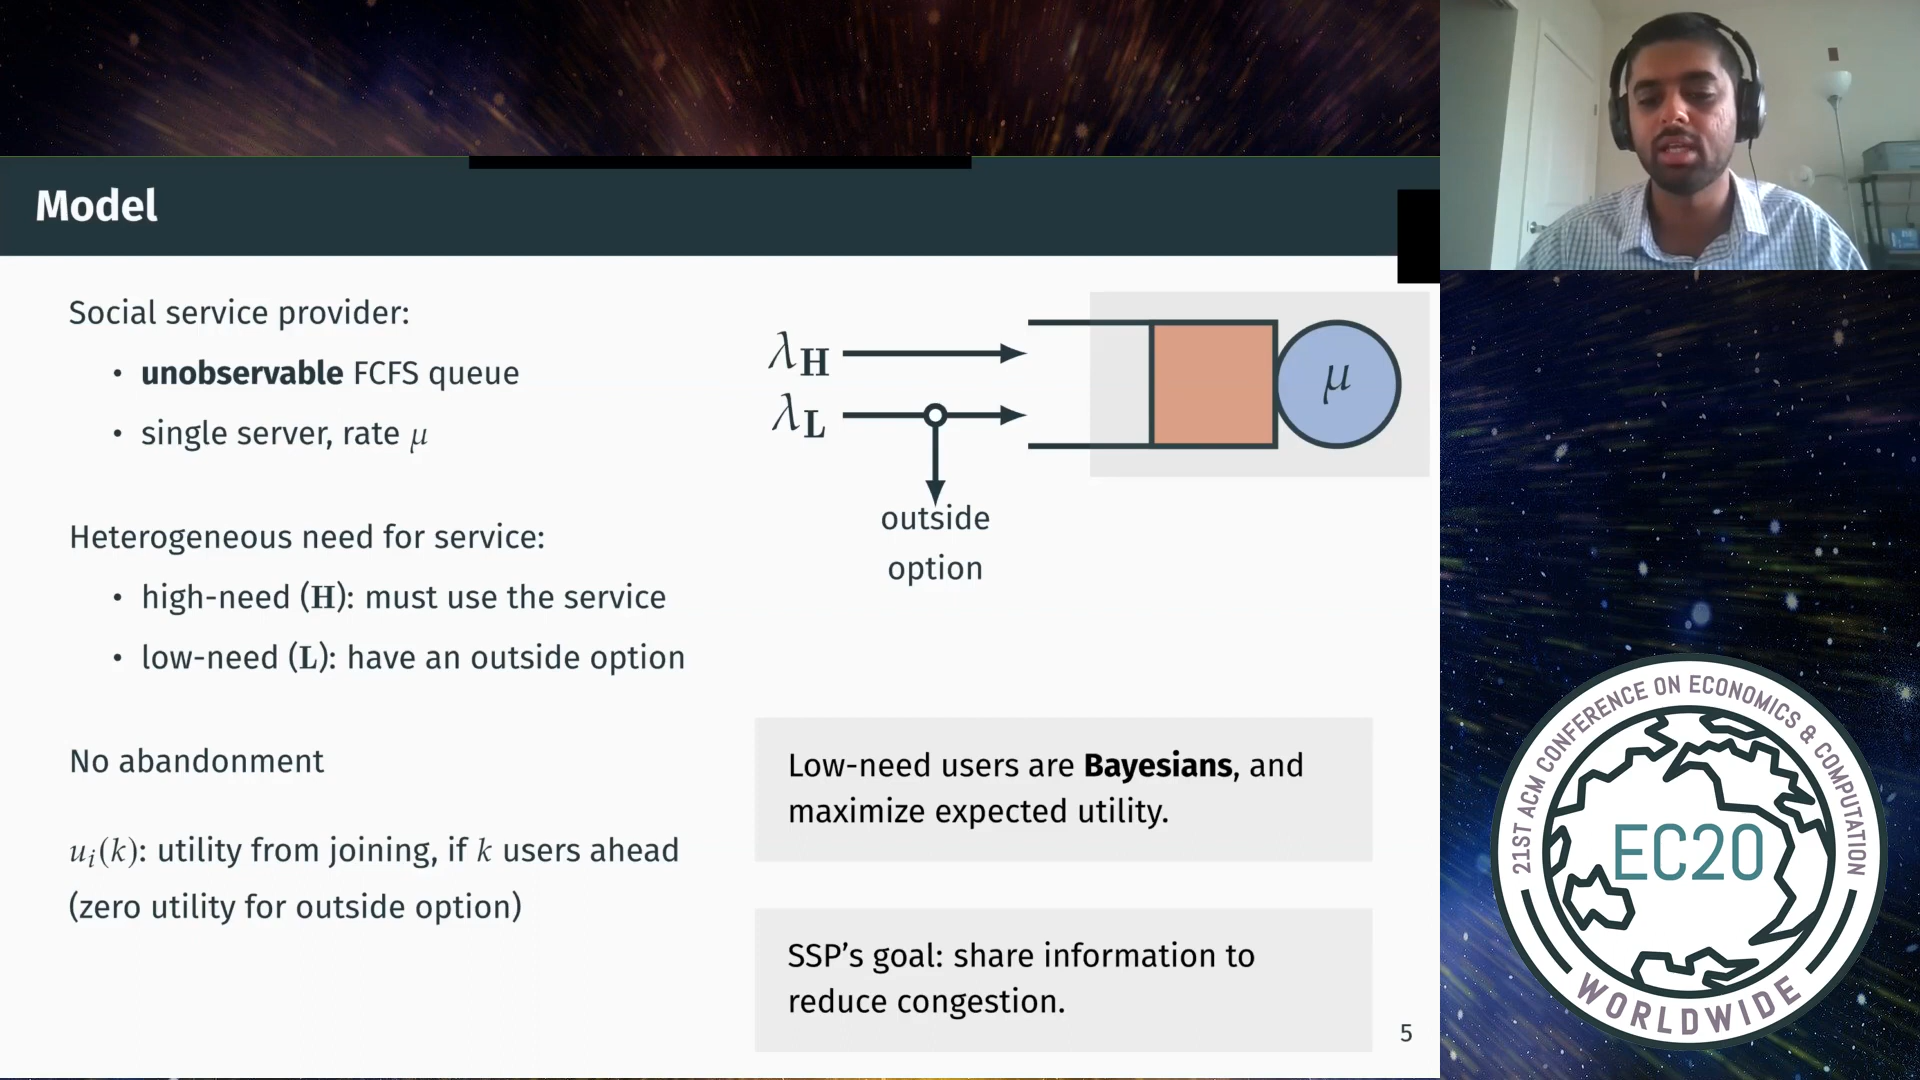 Model
Social service provider:
• unobservable FCFS queue
• single server, rate μ
Heterogeneous need for service:
• high-need (H): must use the service
• low-need (L): have an outside option
No abandonment
uᵢ(k): utility from joining, if k users ahead
(zero utility for outside option)
λH
λL
μ
outside
option
Low-need users are Bayesians, and
maximize expected utility.
SSP’s goal: share information to
reduce congestion.
5
21ST ACM CONFERENCE ON ECONOMICS & COMPUTATION
EC20
WORLDWIDE